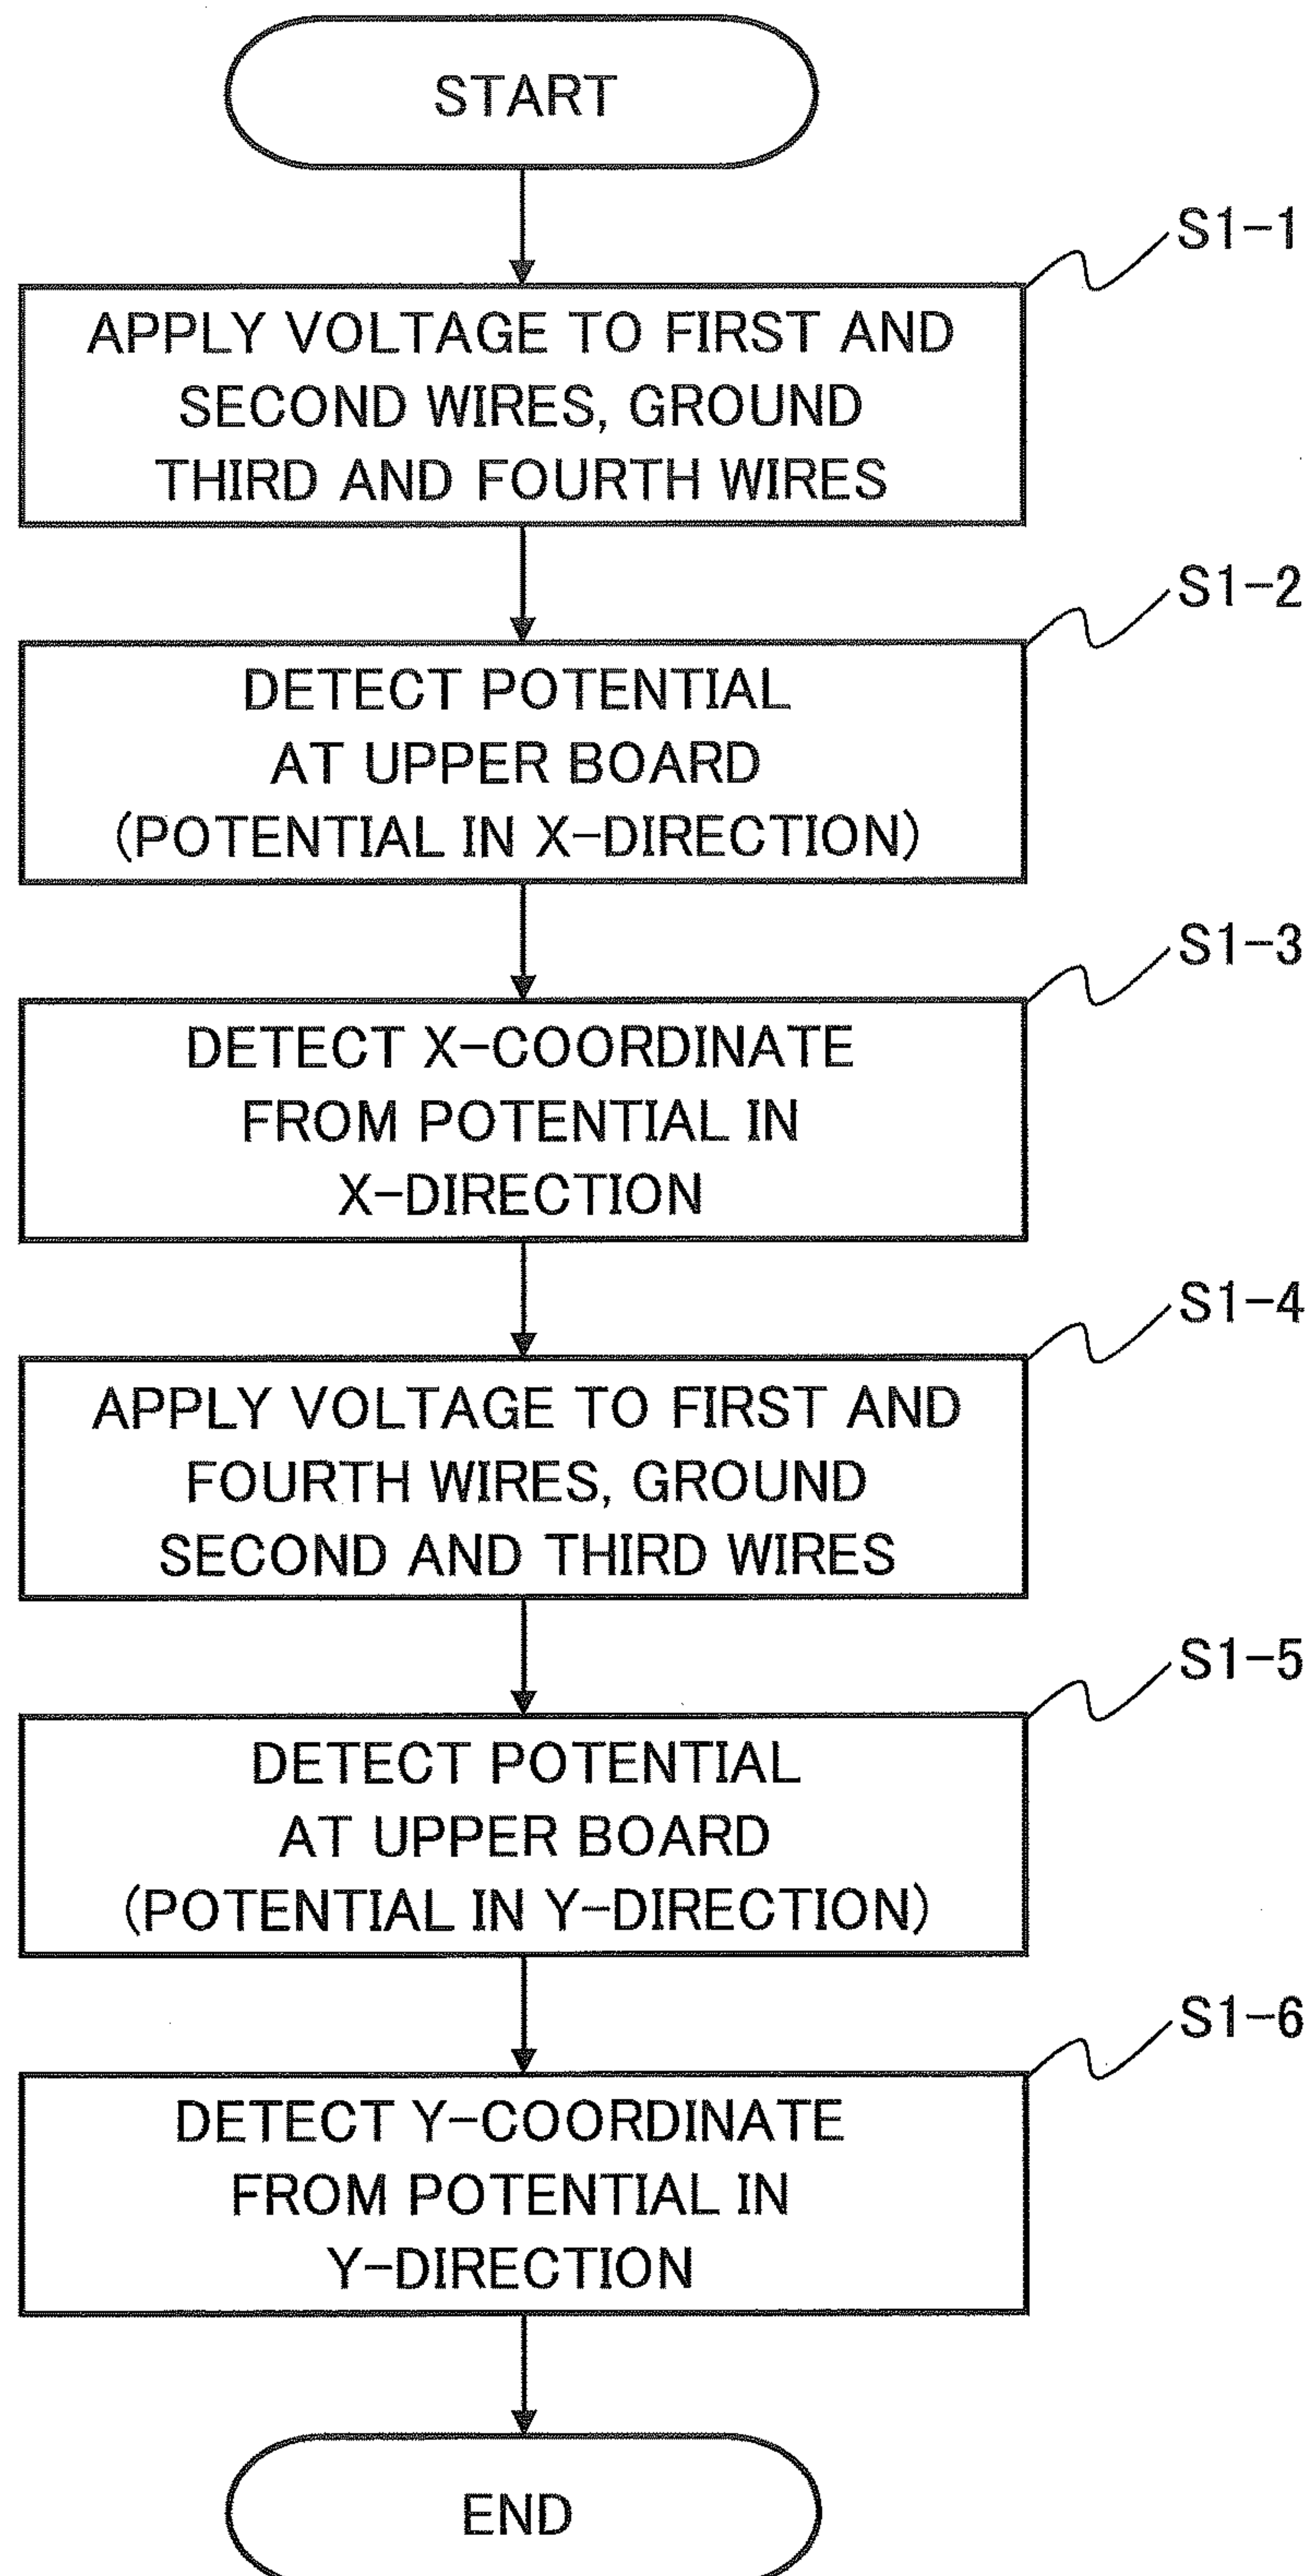 START
S1-1
APPLY VOLTAGE TO FIRST AND
SECOND WIRES, GROUND
THIRD AND FOURTH WIRES
S1-2
DETECT POTENTIAL
AT UPPER BOARD
(POTENTIAL IN X-DIRECTION)
S1-3
DETECT X-COORDINATE
FROM POTENTIAL IN
X-DIRECTION
S1-4
APPLY VOLTAGE TO FIRST AND
FOURTH WIRES, GROUND
SECOND AND THIRD WIRES
S1-5
DETECT POTENTIAL
AT UPPER BOARD
(POTENTIAL IN Y-DIRECTION)
S1-6
DETECT Y-COORDINATE
FROM POTENTIAL IN
Y-DIRECTION
END